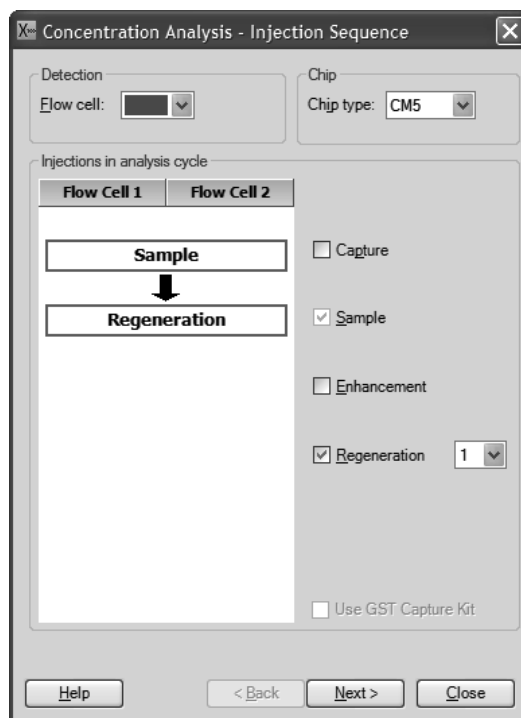 Concentration Analysis - Injection Sequence
Detection
Flow cell:
Chip
Chip type: CM5
Injections in analysis cycle
Flow Cell 1 Flow Cell 2
Sample
Regeneration
Capture
Sample
Enhancement
Regeneration 1
Use GST Capture Kit
Help < Back Next > Close